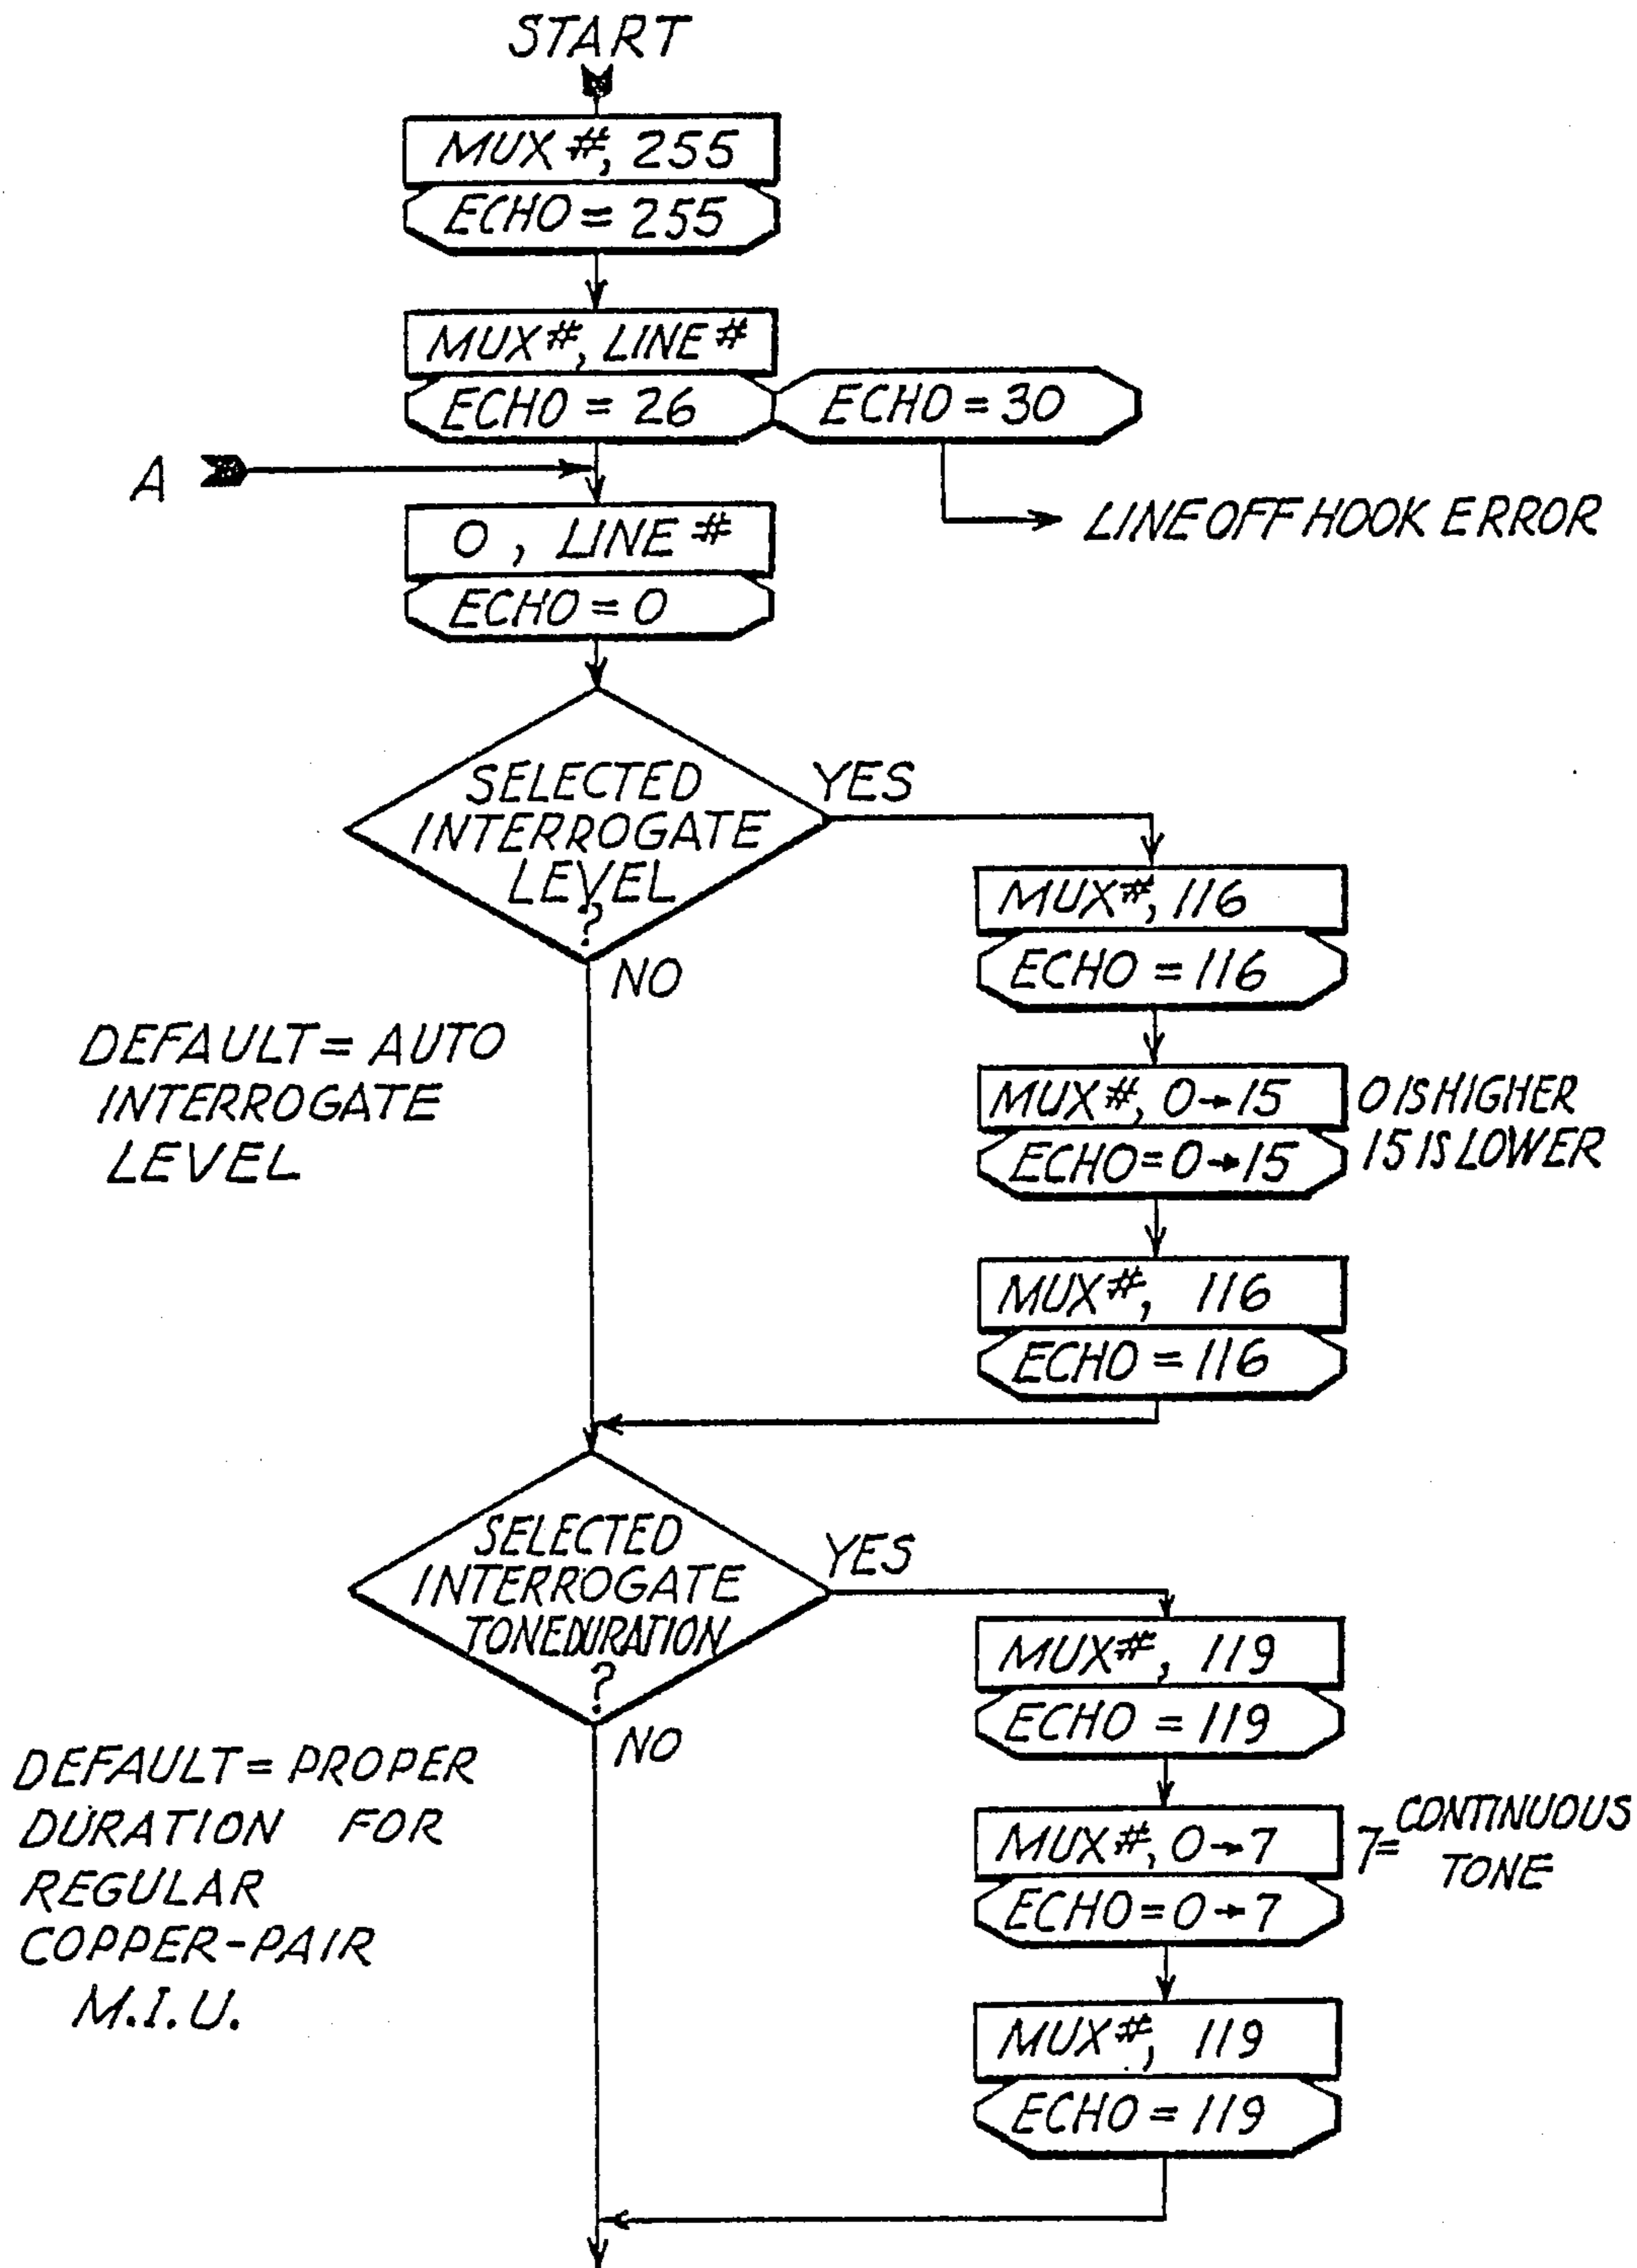 START
MUX #, 255
ECHO = 255
MUX#, LINE #
ECHO = 26
ECHO = 30
A
LINE OFF HOOK ERROR
0 , LINE #
ECHO = 0
SELECTED
INTERROGATE
LEVEL
?
YES
NO
MUX#, 116
ECHO = 116
DEFAULT = AUTO
INTERROGATE
LEVEL
MUX#, 0→15
ECHO=0→15
0 IS HIGHER
15 IS LOWER
MUX#, 116
ECHO = 116
SELECTED
INTERROGATE
TONE DURATION
?
YES
NO
MUX#, 119
ECHO = 119
DEFAULT = PROPER
DURATION FOR
REGULAR
COPPER-PAIR
M.I.U.
MUX#, 0→7
ECHO=0→7
7= CONTINUOUS
TONE
MUX#, 119
ECHO = 119